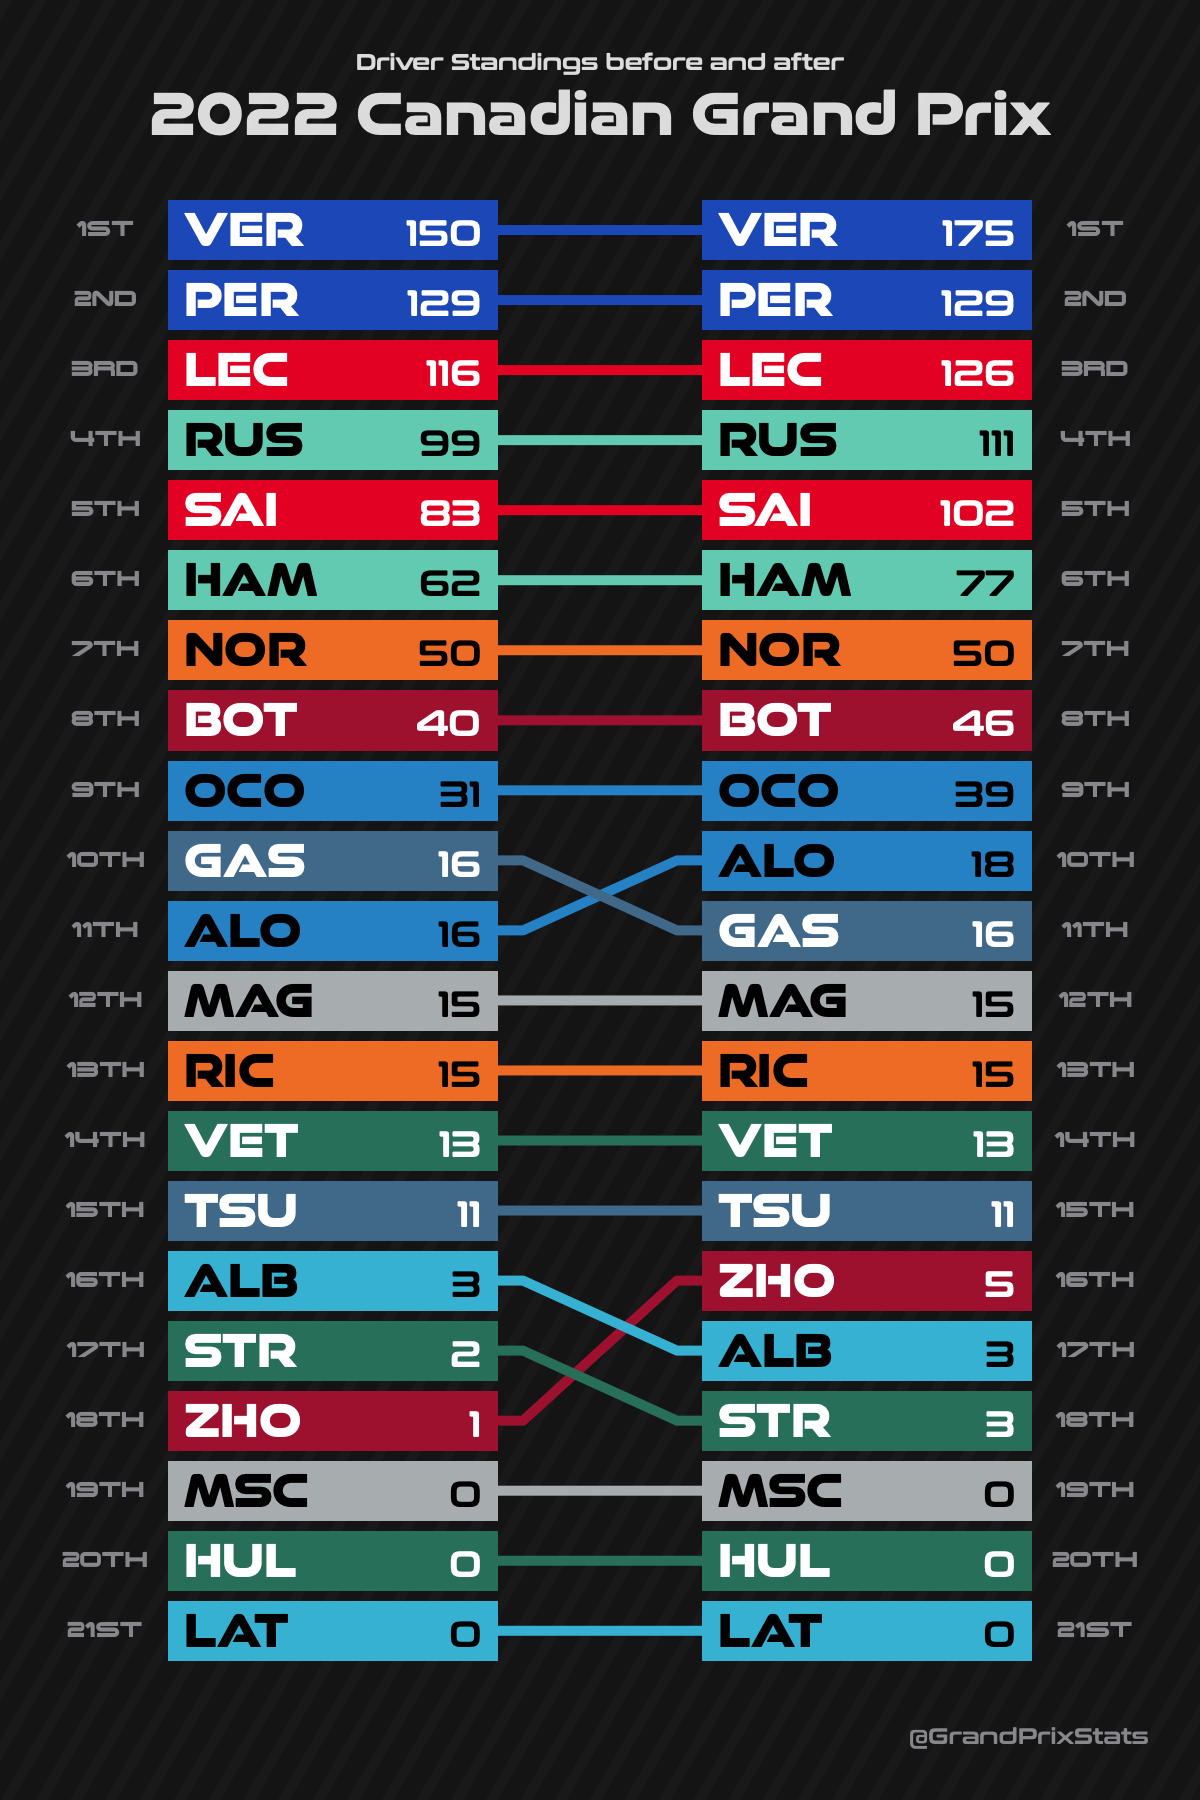 Driver Standings before and after
2022 Canadian Grand Prix
1ST VER 150 VER 175 1ST
2ND PER 129 PER 129 2ND
3RD LEC 116 LEC 126 3RD
4TH RUS 99 RUS 111 4TH
5TH SAI 83 SAI 102 5TH
6TH HAM 62 HAM 77 6TH
7TH NOR 50 NOR 50 7TH
8TH BOT 40 BOT 46 8TH
9TH OCO 31 OCO 39 9TH
10TH GAS 16 ALO 18 10TH
11TH ALO 16 GAS 16 11TH
12TH MAG 15 MAG 15 12TH
13TH RIC 15 RIC 15 13TH
14TH VET 13 VET 13 14TH
15TH TSU 11 TSU 11 15TH
16TH ALB 3 ZHO 5 16TH
17TH STR 2 ALB 3 17TH
18TH ZHO 1 STR 3 18TH
19TH MSC 0 MSC 0 19TH
20TH HUL 0 HUL 0 20TH
21ST LAT 0 LAT 0 21ST
@GrandPrixStats